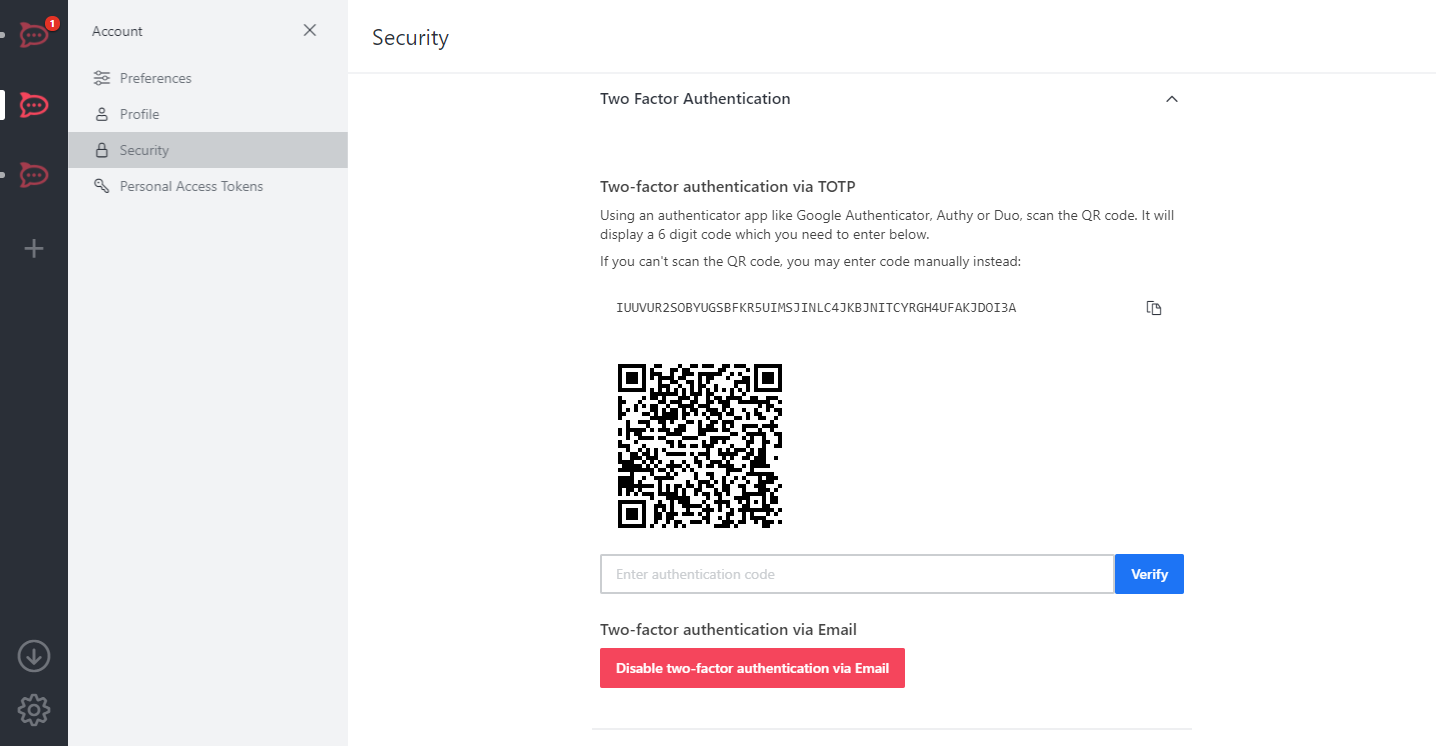 1
Account
Preferences
Profile
Security
Personal Access Tokens
Security
Two Factor Authentication
Two-factor authentication via TOTP
Using an authenticator app like Google Authenticator, Authy or Duo, scan the QR code. It will
display a 6 digit code which you need to enter below.
If you can't scan the QR code, you may enter code manually instead:
IUUVUR2SOBYUGSBFKR5UIMSJINLC4JKBJNITCYRGH4UFAKJDOI3A
Enter authentication code
Verify
Two-factor authentication via Email
Disable two-factor authentication via Email